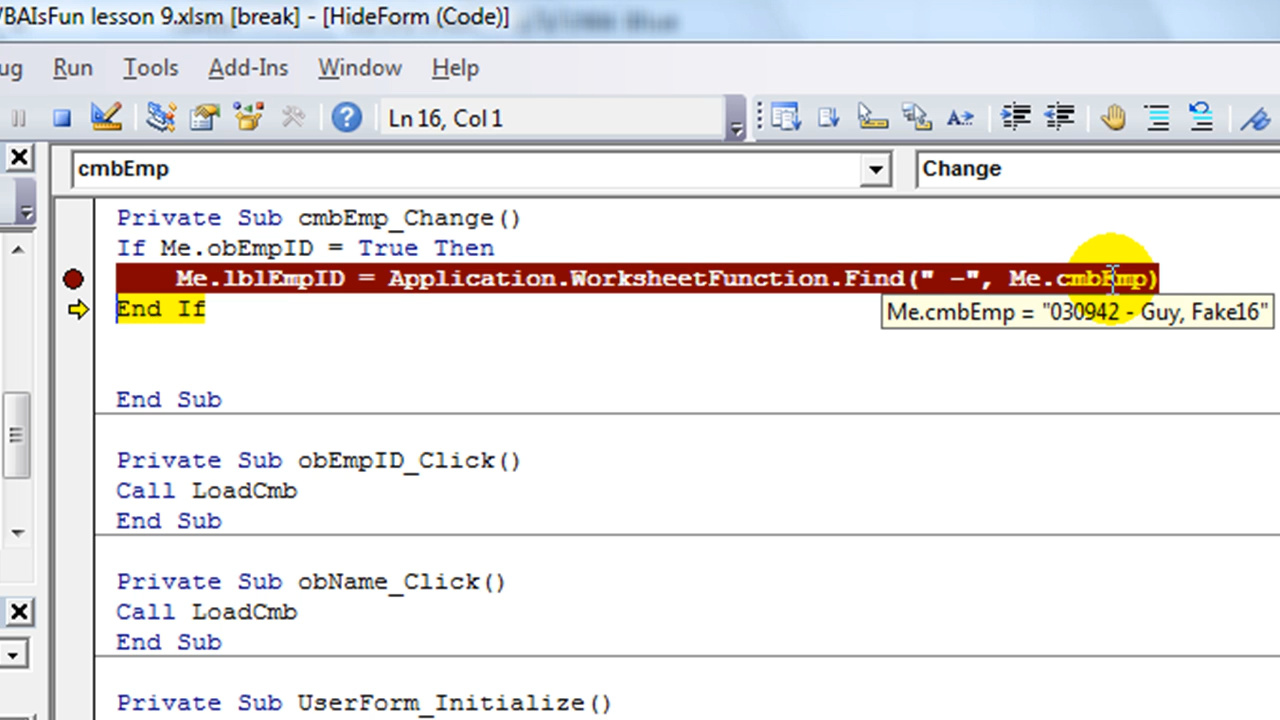 VBAIsFun lesson 9.xlsm [break] - [HideForm (Code)]
ug Run Tools Add-Ins Window Help
Ln 16, Col 1
cmbEmp Change
Private Sub cmbEmp_Change()
If Me.obEmpID = True Then
Me.lblEmpID = Application.WorksheetFunction.Find(" -", Me.cmbEmp)
End If
Me.cmbEmp = "030942 - Guy, Fake16"
End Sub
Private Sub obEmpID_Click()
Call LoadCmb
End Sub
Private Sub obName_Click()
Call LoadCmb
End Sub
Private Sub UserForm_Initialize()